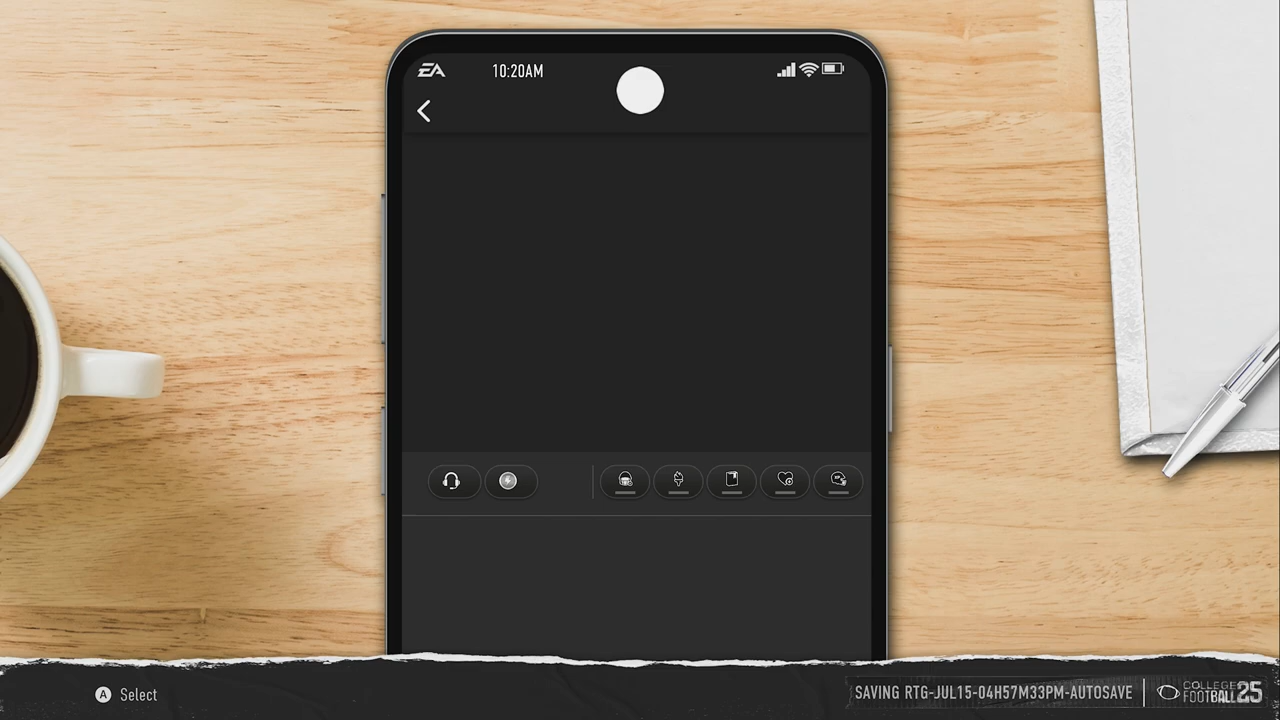 EA
10:20AM
A Select
SAVING RTG-JUL15-04H57M33PM-AUTOSAVE
COLLEGE
FOOTBALL 25